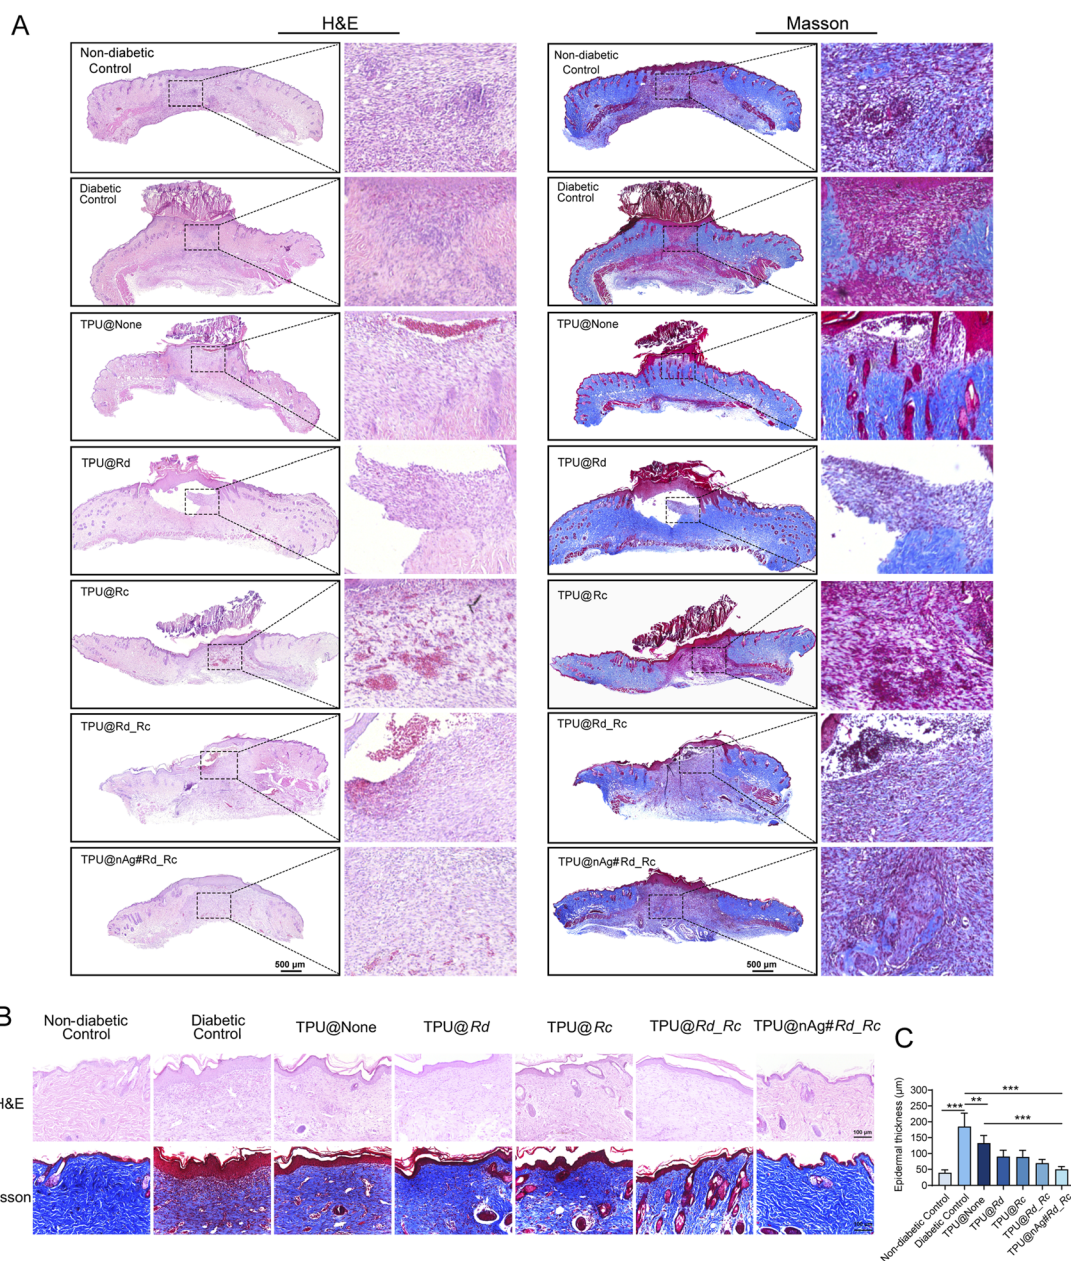 A
H&E
Masson
Non-diabetic
Control
Non-diabetic
Control
Diabetic
Control
Diabetic
Control
TPU@None
TPU@None
TPU@Rd
TPU@Rd
TPU@Rc
TPU@Rc
TPU@Rd_Rc
TPU@Rd_Rc
TPU@nAg#Rd_Rc
TPU@nAg#Rd_Rc
500 µm
500 µm
B
Non-diabetic
Control
Diabetic
Control
TPU@None
TPU@Rd
TPU@Rc
TPU@Rd_Rc
TPU@nAg#Rd_Rc
H&E
100 µm
Masson
C
Epidermal thickness (µm)
300
250
200
150
100
50
0
***
**
***
***
Non-diabetic Control
Diabetic Control
TPU@None
TPU@Rd
TPU@Rc
TPU@Rd_Rc
TPU@nAg#Rd_Rc